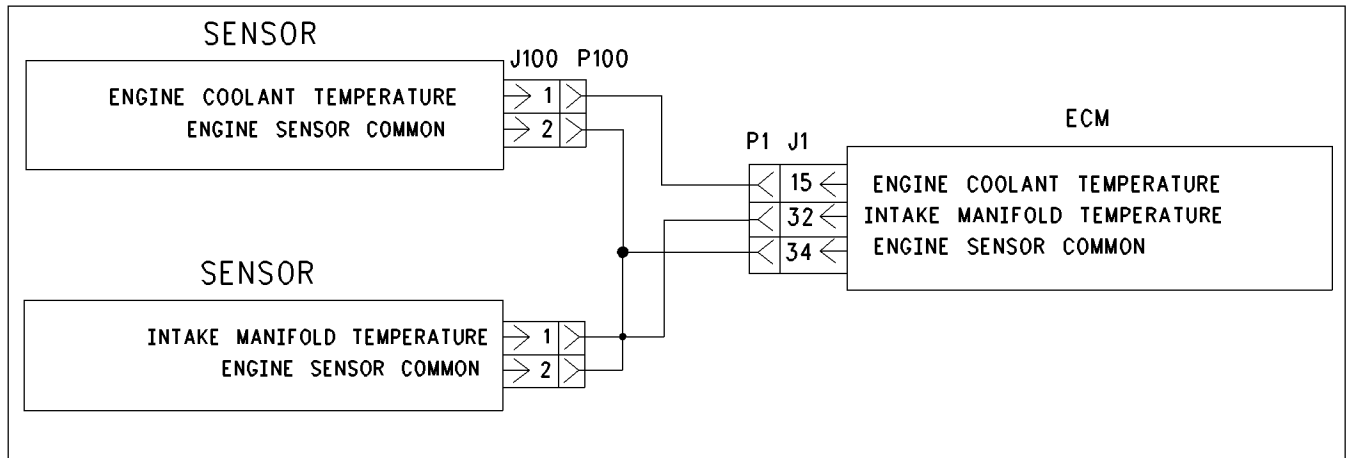 SENSOR
J100 P100
ENGINE COOLANT TEMPERATURE 1
ENGINE SENSOR COMMON 2
ECM
P1 J1
15 ENGINE COOLANT TEMPERATURE
32 INTAKE MANIFOLD TEMPERATURE
34 ENGINE SENSOR COMMON
SENSOR
INTAKE MANIFOLD TEMPERATURE 1
ENGINE SENSOR COMMON 2